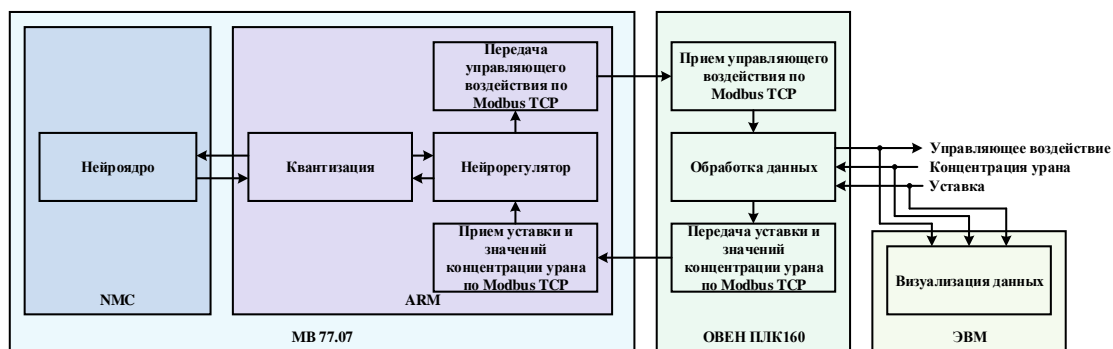 Передача
управляющего
воздействия по
Modbus TCP
Прием управляющего
воздействия по
Modbus TCP
Нейроядро
Квантизация
Нейрорегулятор
Обработка данных
Управляющее воздействие
Концентрация урана
Уставка
Прием уставки и
значений
концентрации урана
по Modbus TCP
Передача уставки и
значений
концентрации урана
по Modbus TCP
Визуализация данных
NMC
ARM
МВ 77.07
ОВЕН ПЛК160
ЭВМ